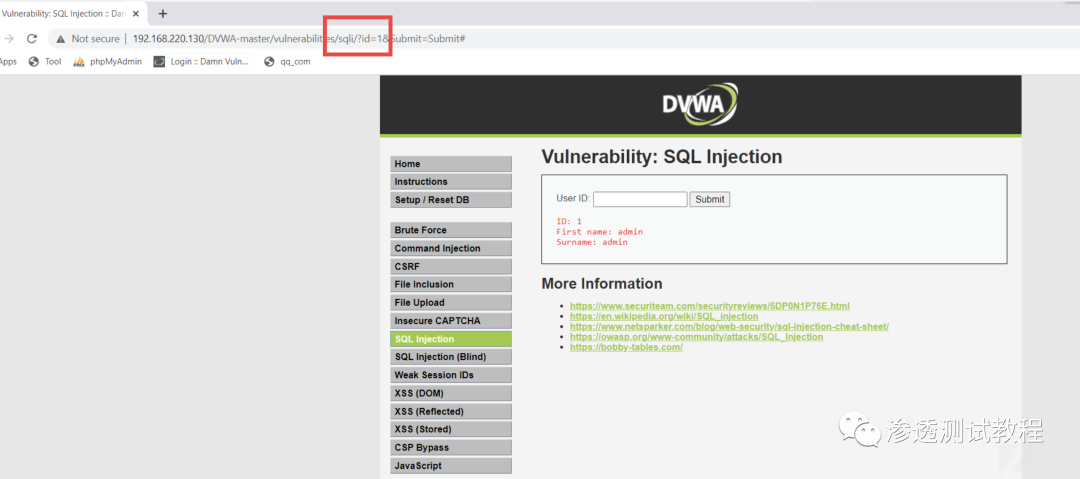 Vulnerability: SQL Injection :: Dan
Not secure | 192.168.220.130/DVWA-master/vulnerabilities/sqli/?id=1&Submit=Submit#
Apps Tool phpMyAdmin Login :: Damn Vuln... qq_com
DVWA
Home
Instructions
Setup / Reset DB
Brute Force
Command Injection
CSRF
File Inclusion
File Upload
Insecure CAPTCHA
SQL Injection
SQL Injection (Blind)
Weak Session IDs
XSS (DOM)
XSS (Reflected)
XSS (Stored)
CSP Bypass
JavaScript
Vulnerability: SQL Injection
User ID: Submit
ID: 1
First name: admin
Surname: admin
More Information
https://www.securiteam.com/securityreviews/5DP0N1P76E.html
https://en.wikipedia.org/wiki/SQL_injection
https://www.netsparker.com/blog/web-security/sql-injection-cheat-sheet/
https://owasp.org/www-community/attacks/SQL_Injection
https://bobby-tables.com/
渗透测试教程